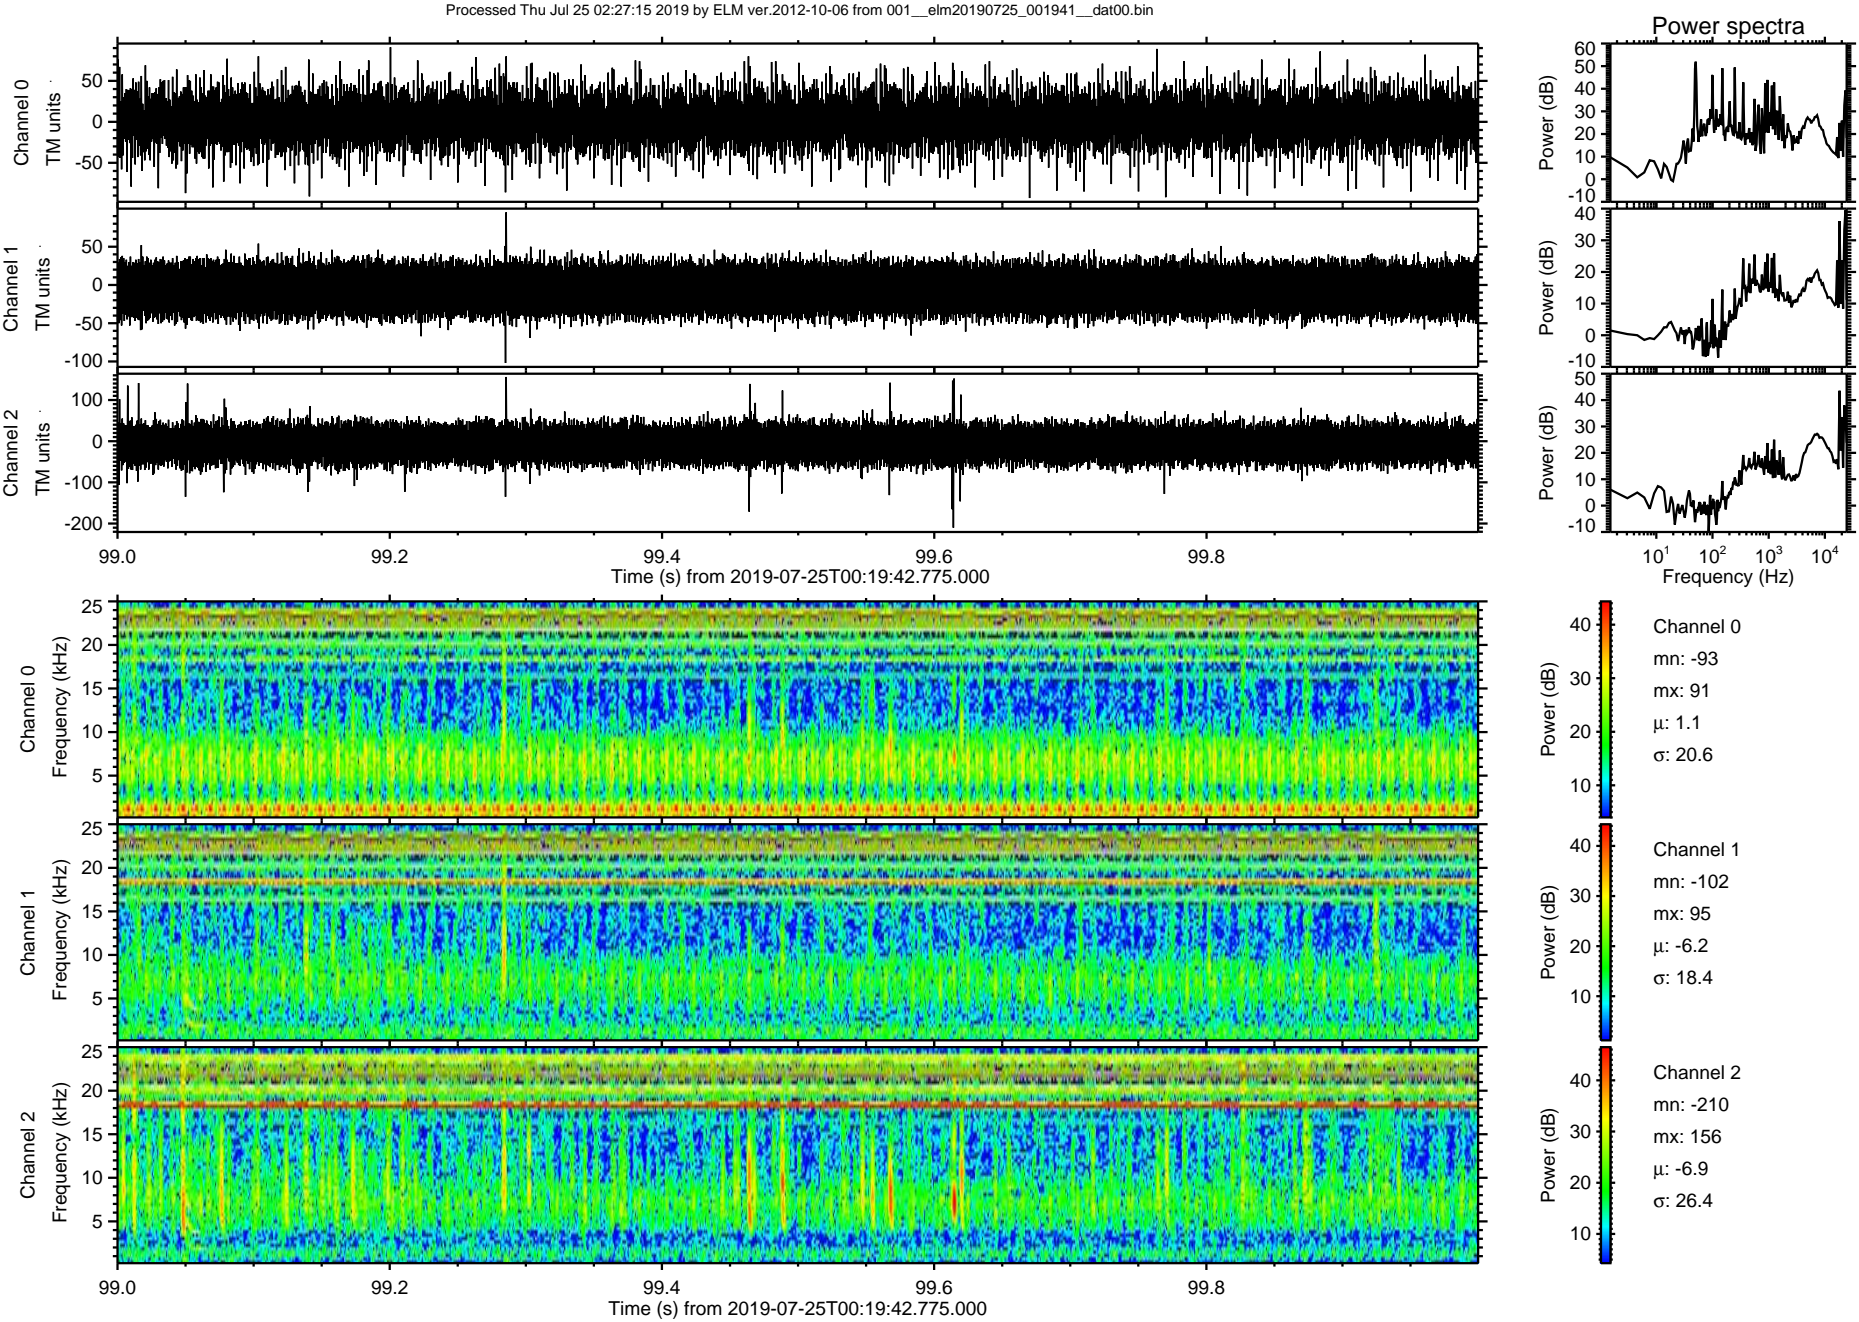 Processed Thu Jul 25 02:27:15 2019 by ELM ver.2012-10-06 from 001__elm20190725_001941__dat00.bin
Power spectra
Channel 0
TM units
50
0
-50
Power (dB)
60
50
40
30
20
10
0
-10
Channel 1
TM units
50
0
-50
-100
Power (dB)
40
30
20
10
0
-10
Channel 2
TM units
100
0
-100
-200
Power (dB)
50
40
30
20
10
0
-10
99.0 99.2 99.4 99.6 99.8
Time (s) from 2019-07-25T00:19:42.775.000
10¹ 10² 10³ 10⁴
Frequency (Hz)
Channel 0
Frequency (kHz)
25
20
15
10
5
Power (dB)
40
30
20
10
Channel 0
mn: -93
mx: 91
μ: 1.1
σ: 20.6
Channel 1
Frequency (kHz)
25
20
15
10
5
Power (dB)
40
30
20
10
Channel 1
mn: -102
mx: 95
μ: -6.2
σ: 18.4
Channel 2
Frequency (kHz)
25
20
15
10
5
Power (dB)
40
30
20
10
Channel 2
mn: -210
mx: 156
μ: -6.9
σ: 26.4
99.0 99.2 99.4 99.6 99.8
Time (s) from 2019-07-25T00:19:42.775.000